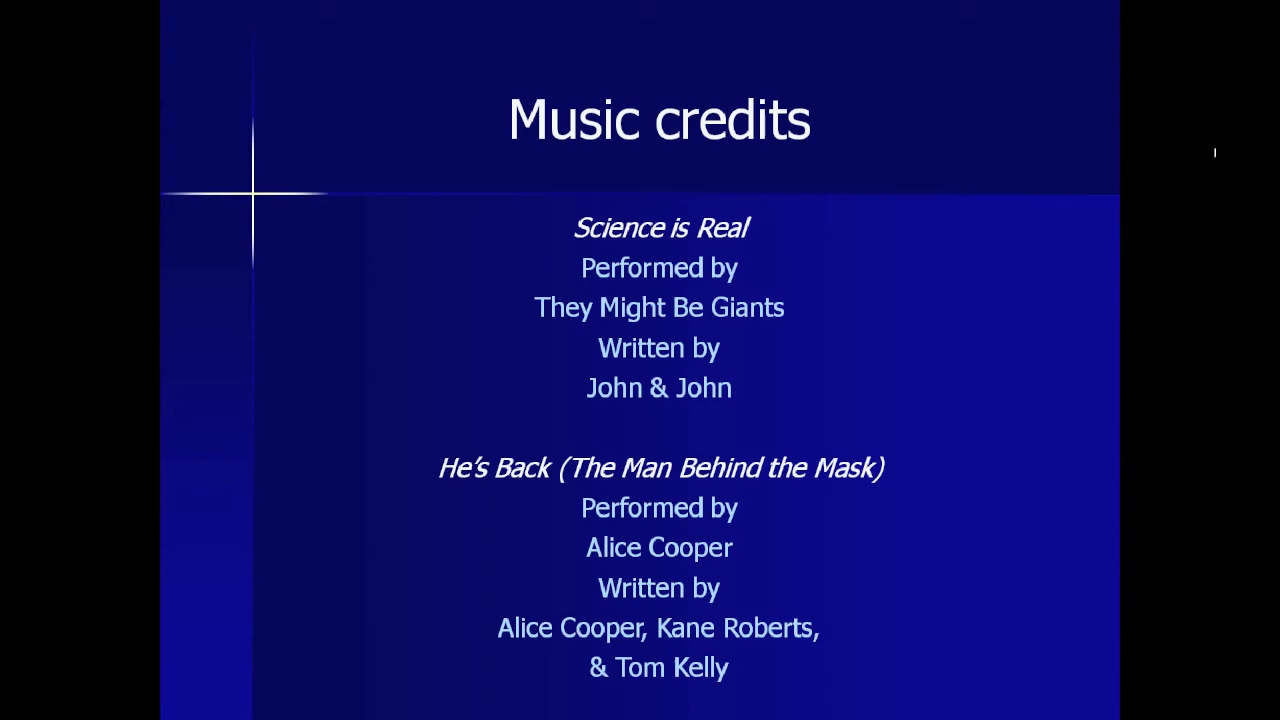 Music credits
Science is Real
Performed by
They Might Be Giants
Written by
John & John
He’s Back (The Man Behind the Mask)
Performed by
Alice Cooper
Written by
Alice Cooper, Kane Roberts,
& Tom Kelly